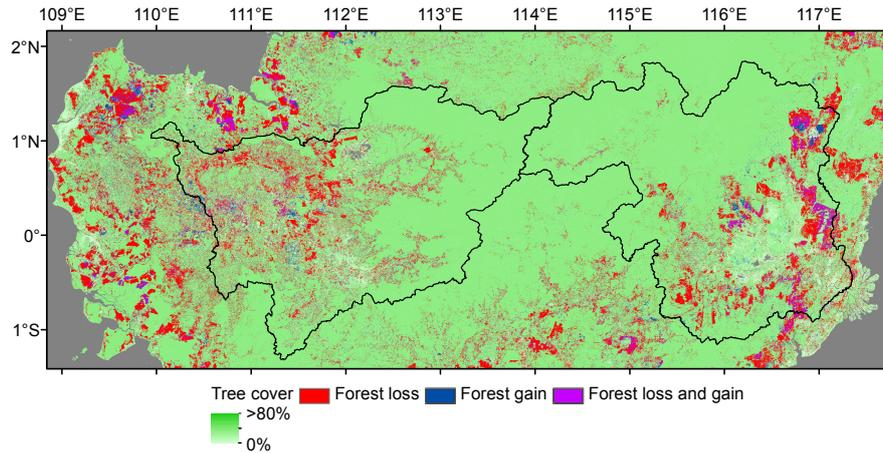 109°E 110°E 111°E 112°E 113°E 114°E 115°E 116°E 117°E
2°N
1°N
0°
1°S
Tree cover Forest loss Forest gain Forest loss and gain
>80%
0%